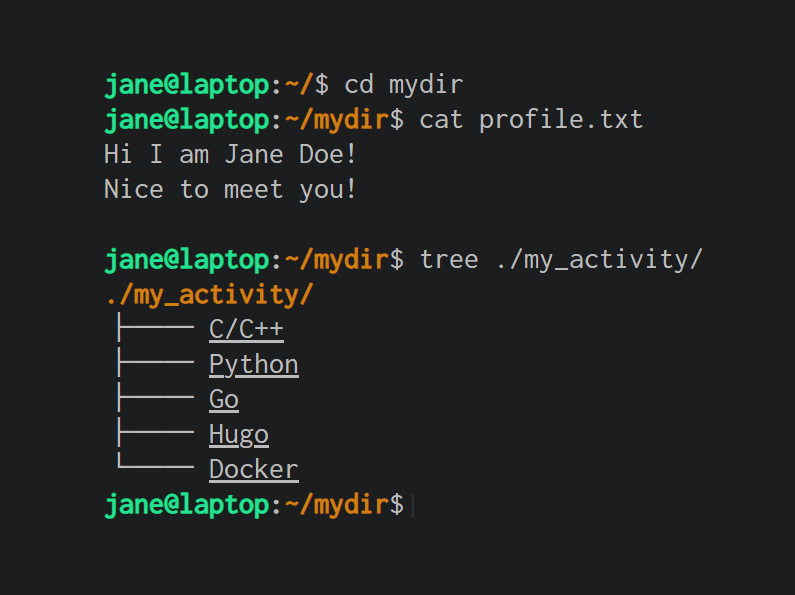 jane@laptop:~/$ cd mydir
jane@laptop:~/mydir$ cat profile.txt
Hi I am Jane Doe!
Nice to meet you!
jane@laptop:~/mydir$ tree ./my_activity/
./my_activity/
├──── C/C++
├──── Python
├──── Go
├──── Hugo
└──── Docker
jane@laptop:~/mydir$